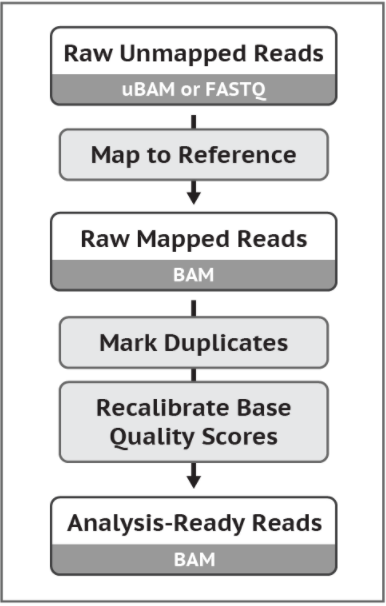 Raw Unmapped Reads
uBAM or FASTQ
Map to Reference
Raw Mapped Reads
BAM
Mark Duplicates
Recalibrate Base
Quality Scores
Analysis-Ready Reads
BAM